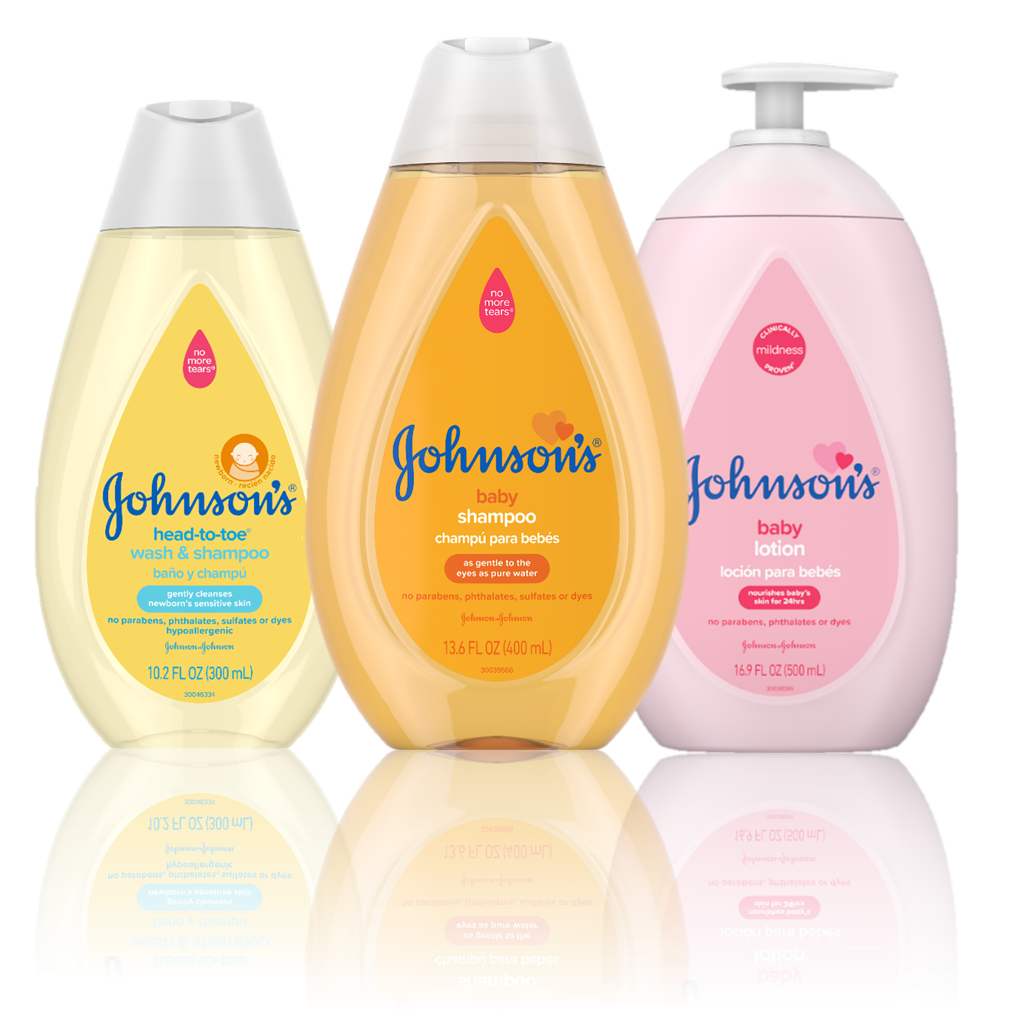 no
more
tears®
newborn · recién nacido
Johnson's®
head-to-toe®
wash & shampoo
baño y champú
gently cleanses
newborn's sensitive skin
no parabens, phthalates, sulfates or dyes
hypoallergenic
Johnson & Johnson
10.2 FL OZ (300 mL)
30046334
no
more
tears®
Johnson's®
baby
shampoo
champú para bebés
as gentle to the
eyes as pure water
no parabens, phthalates, sulfates or dyes
Johnson & Johnson
13.6 FL OZ (400 mL)
30039566
CLINICALLY
mildness
PROVEN
Johnson's®
baby
lotion
loción para bebés
nourishes baby's
skin for 24hrs
no parabens, phthalates or dyes
Johnson & Johnson
16.9 FL OZ (500 mL)